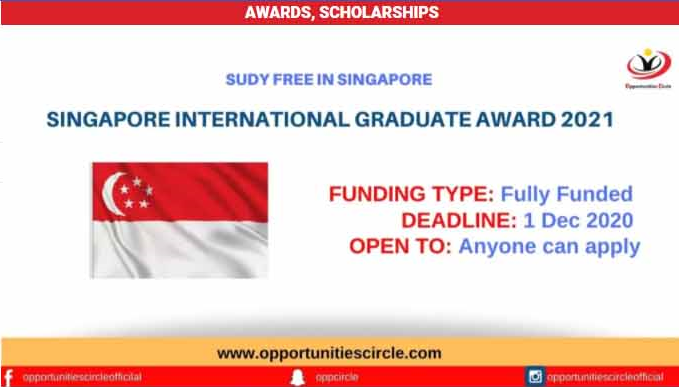 AWARDS, SCHOLARSHIPS
SUDY FREE IN SINGAPORE
Opportunities Circle
SINGAPORE INTERNATIONAL GRADUATE AWARD 2021
FUNDING TYPE: Fully Funded
DEADLINE: 1 Dec 2020
OPEN TO: Anyone can apply
www.opportunitiescircle.com
opportunitiescircleofficilal
oppcircle
opportunitiescircleofficial